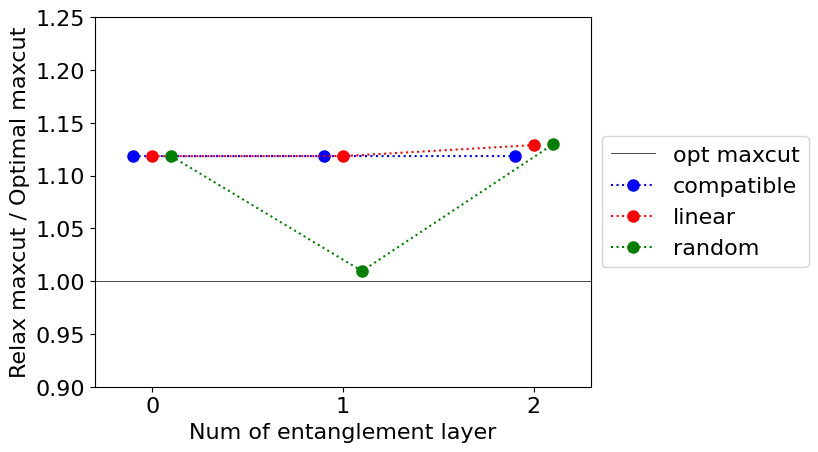 Relax maxcut / Optimal maxcut
1.25
1.20
1.15
1.10
1.05
1.00
0.95
0.90
0
1
2
Num of entanglement layer
opt maxcut
compatible
linear
random